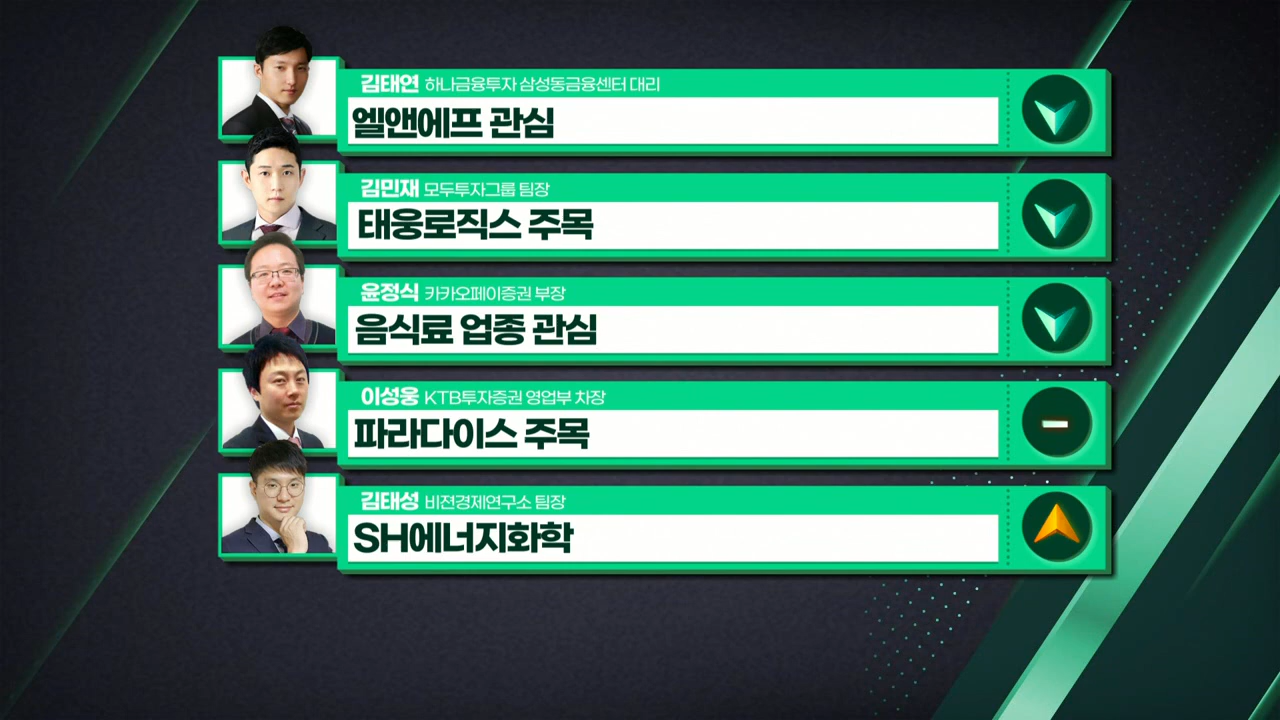 김태연 하나금융투자 삼성동금융센터 대리
엘앤에프 관심
김민재 모두투자그룹 팀장
태웅로직스 주목
윤정식 카카오페이증권 부장
음식료 업종 관심
이성웅 KTB투자증권 영업부 차장
파라다이스 주목
김태성 비젼경제연구소 팀장
SH에너지화학